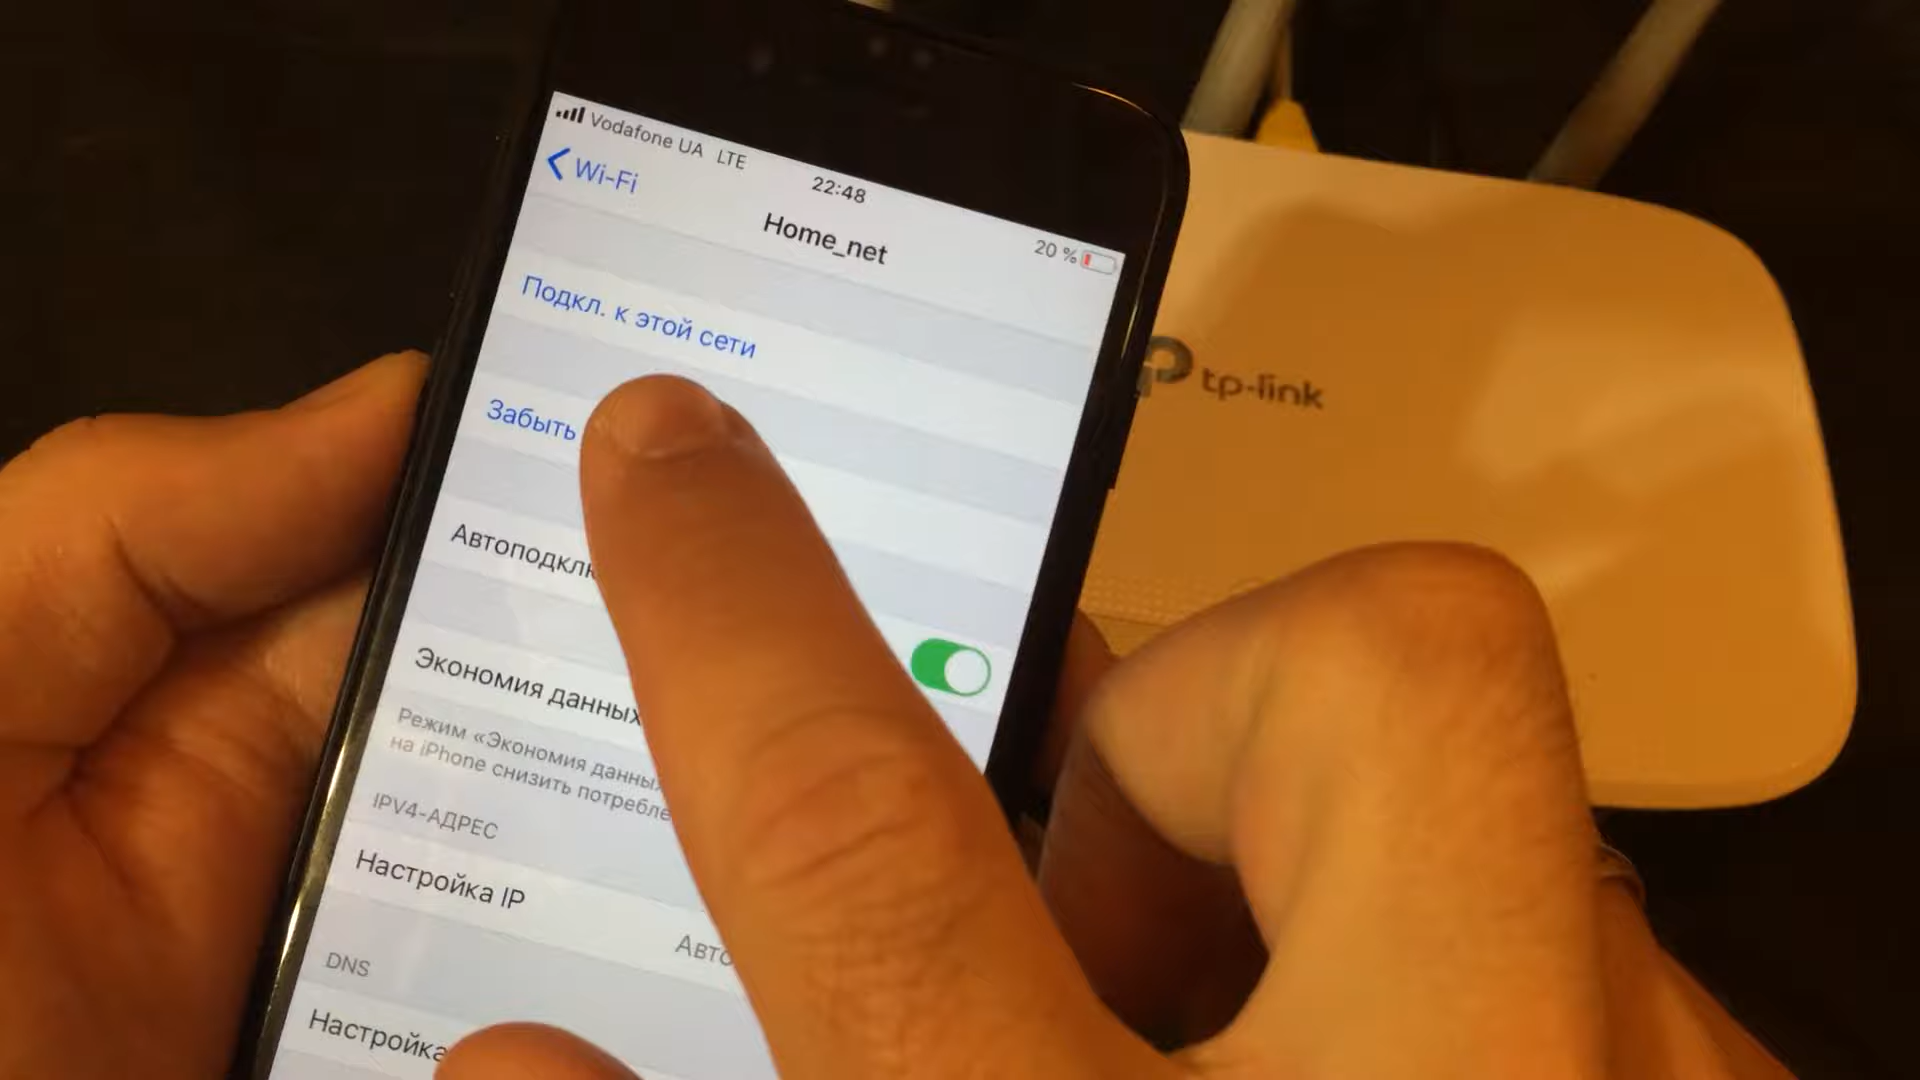 Vodafone UA LTE
22:48
20 %
Wi-Fi
Home_net
Подкл. к этой сети
Забыть
Автоподклю
Экономия данных
Режим «Экономия данны
на iPhone снизить потребле
IPV4-АДРЕС
Настройка IP
Авто
DNS
Настройка
tp-link